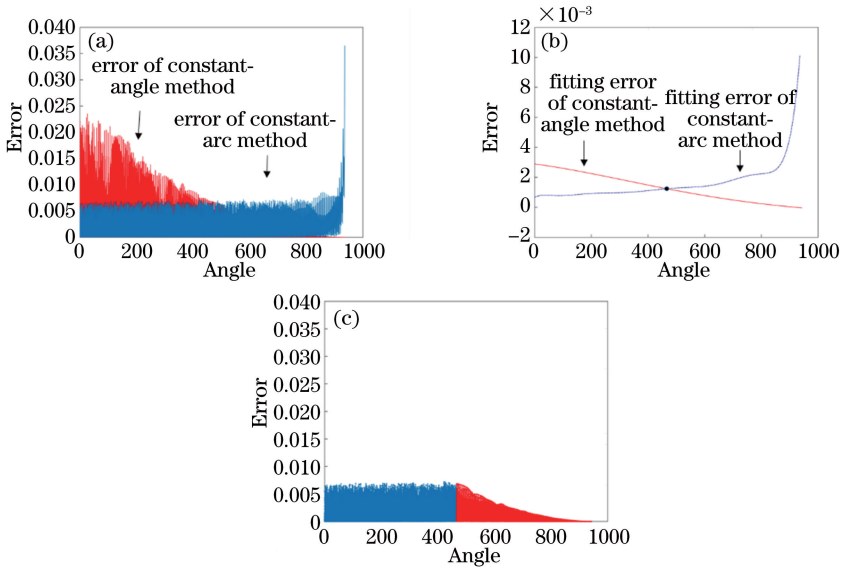 (a)
0.040
0.035
0.030
0.025
0.020
0.015
0.010
0.005
0
Error
error of constant-
angle method
error of constant-
arc method
0 200 400 600 800 1000
Angle
(b)
×10⁻³
12
10
8
6
4
2
0
−2
Error
fitting error
of constant-
angle method
fitting error of
constant-
arc method
0 200 400 600 800 1000
Angle
(c)
0.040
0.035
0.030
0.025
0.020
0.015
0.010
0.005
0
Error
0 200 400 600 800 1000
Angle